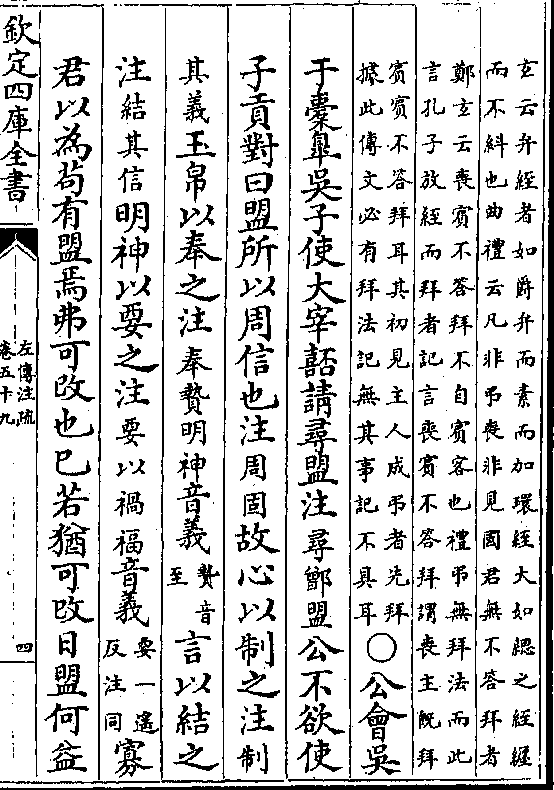 玄云弁絰者如爵弁而素而加環絰大如緦之絰纏
而不糾也曲禮云凡非弔喪非見國君無不答拜者
鄭玄云喪賓不答拜不自賓客也禮弔無拜法而此
言孔子放絰而拜者記言喪賓不答拜謂喪主既拜
賓賓不答拜耳其初見主人成弔者先拜
據此傳文必有拜法記無其事記不具耳
○公會吳
于橐臯吳子使大宰嚭請尋盟注尋鄫盟公不欲使
子貢對曰盟所以周信也注周固故心以制之注制
其義玉帛以奉之注奉贄明神音義贄音至言以結之
注結其信明神以要之注要以禍福音義要一遙反注同寡
君以為茍有盟焉弗可改也已若猶可改日盟何益
欽定四庫全書
左傳注疏
卷五十九
四